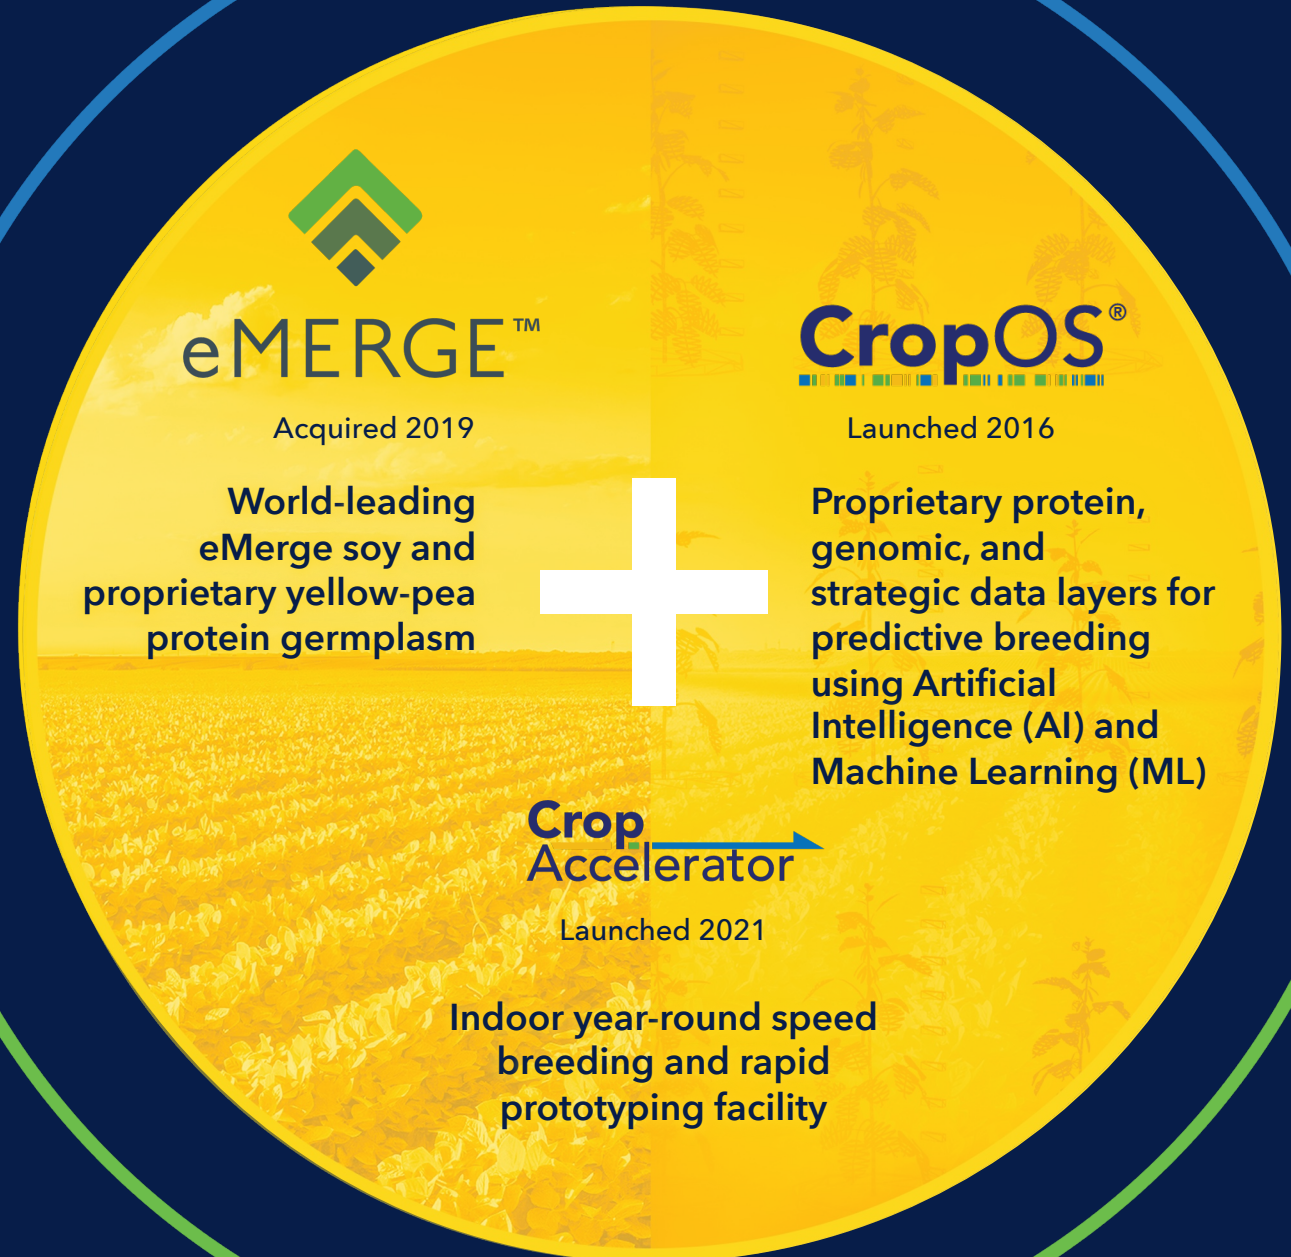 eMERGE™
Acquired 2019
World-leading
eMerge soy and
proprietary yellow-pea
protein germplasm
CropOS®
Launched 2016
Proprietary protein,
genomic, and
strategic data layers for
predictive breeding
using Artificial
Intelligence (AI) and
Machine Learning (ML)
Crop
Accelerator
Launched 2021
Indoor year-round speed
breeding and rapid
prototyping facility